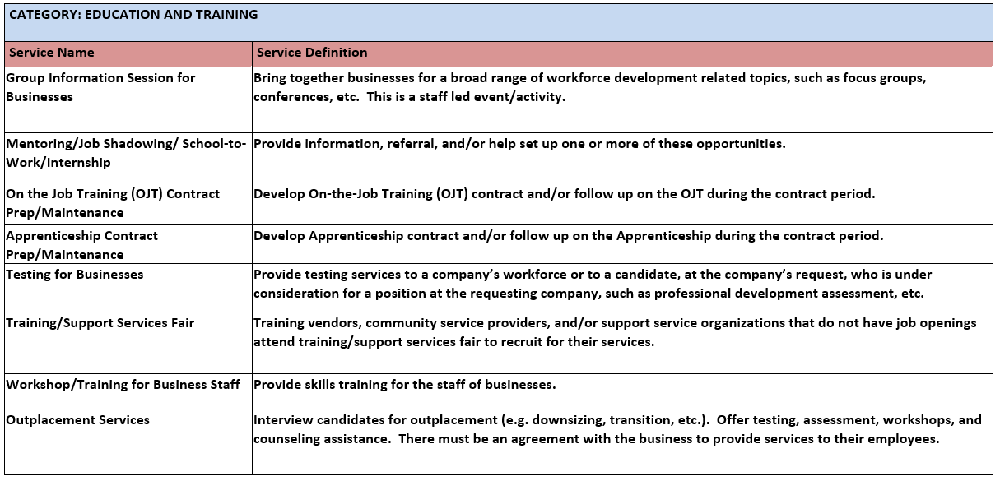 CATEGORY: EDUCATION AND TRAINING
Service Name
Service Definition
Group Information Session for
Businesses
Bring together businesses for a broad range of workforce development related topics, such as focus groups,
conferences, etc.  This is a staff led event/activity.
Mentoring/Job Shadowing/ School-to-
Work/Internship
Provide information, referral, and/or help set up one or more of these opportunities.
On the Job Training (OJT) Contract
Prep/Maintenance
Develop On-the-Job Training (OJT) contract and/or follow up on the OJT during the contract period.
Apprenticeship Contract
Prep/Maintenance
Develop Apprenticeship contract and/or follow up on the Apprenticeship during the contract period.
Testing for Businesses
Provide testing services to a company’s workforce or to a candidate, at the company’s request, who is under
consideration for a position at the requesting company, such as professional development assessment, etc.
Training/Support Services Fair
Training vendors, community service providers, and/or support service organizations that do not have job openings
attend training/support services fair to recruit for their services.
Workshop/Training for Business Staff
Provide skills training for the staff of businesses.
Outplacement Services
Interview candidates for outplacement (e.g. downsizing, transition, etc.).  Offer testing, assessment, workshops, and
counseling assistance.  There must be an agreement with the business to provide services to their employees.